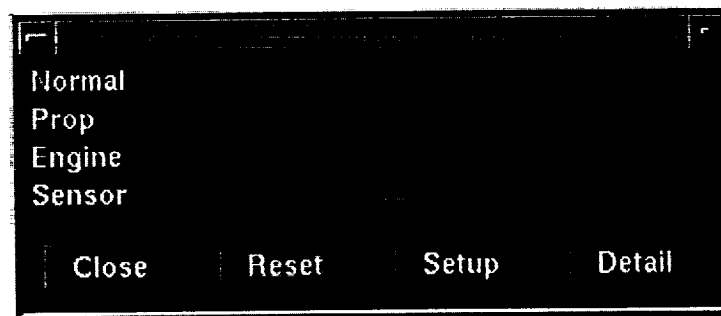 Normal
Prop
Engine
Sensor
Close Reset Setup Detail